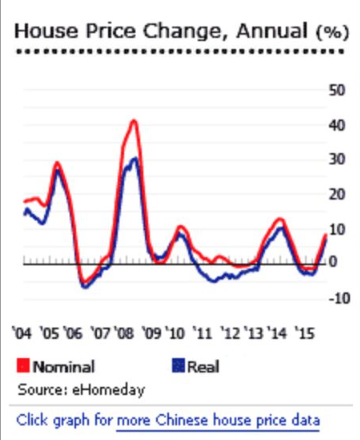 House Price Change, Annual (%)
50
40
30
20
10
0
-10
'04 '05 '06 '07 '08 '09 '10 '11 '12 '13 '14 '15
Nominal Real
Source: eHomeday
Click graph for more Chinese house price data